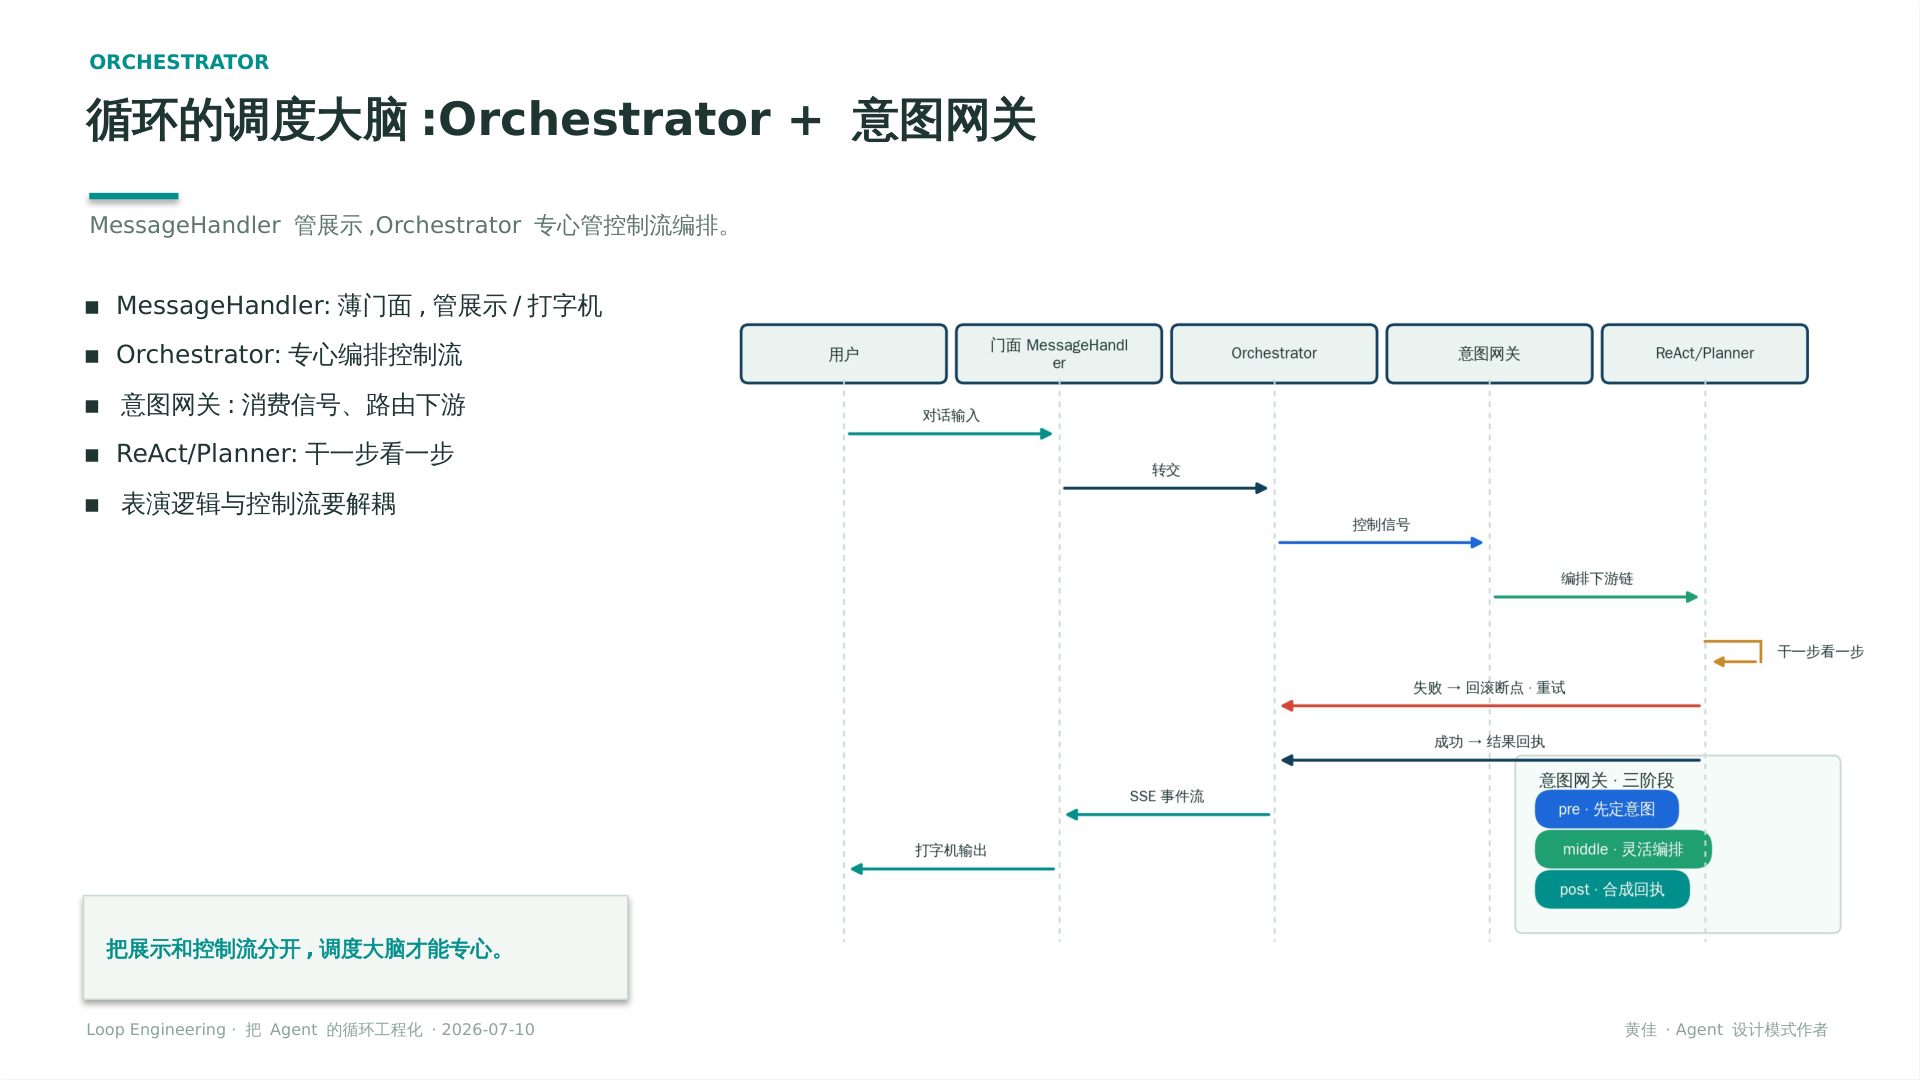 ORCHESTRATOR
循环的调度大脑:Orchestrator + 意图网关
MessageHandler 管展示,Orchestrator 专心管控制流编排。
■ MessageHandler: 薄门面,管展示/打字机
■ Orchestrator: 专心编排控制流
■ 意图网关:消费信号、路由下游
■ ReAct/Planner: 干一步看一步
■ 表演逻辑与控制流要解耦
用户
门面 MessageHandl
er
Orchestrator
意图网关
ReAct/Planner
对话输入
转交
控制信号
编排下游链
干一步看一步
失败 → 回滚断点 · 重试
成功 → 结果回执
SSE 事件流
打字机输出
意图网关 · 三阶段
pre · 先定意图
middle · 灵活编排
post · 合成回执
把展示和控制流分开,调度大脑才能专心。
Loop Engineering · 把 Agent 的循环工程化 · 2026-07-10
黄佳 · Agent 设计模式作者